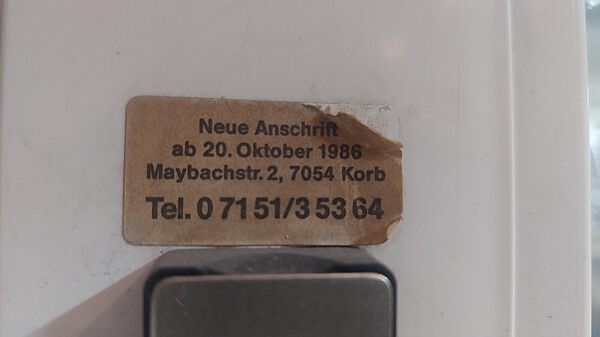 Neue Anschrift
ab 20. Oktober 1986
Maybachstr. 2, 7054 Korb
Tel. 0 71 51/3 53 64